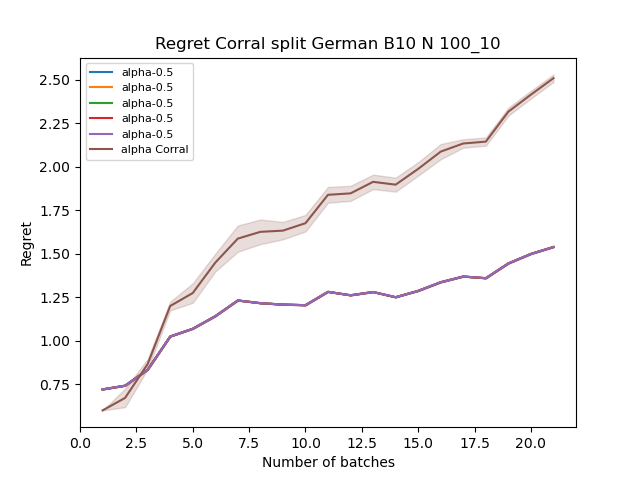 Regret Corral split German B10 N 100_10
alpha-0.5
alpha-0.5
alpha-0.5
alpha-0.5
alpha-0.5
alpha Corral
Regret
2.50
2.25
2.00
1.75
1.50
1.25
1.00
0.75
0.0 2.5 5.0 7.5 10.0 12.5 15.0 17.5 20.0
Number of batches